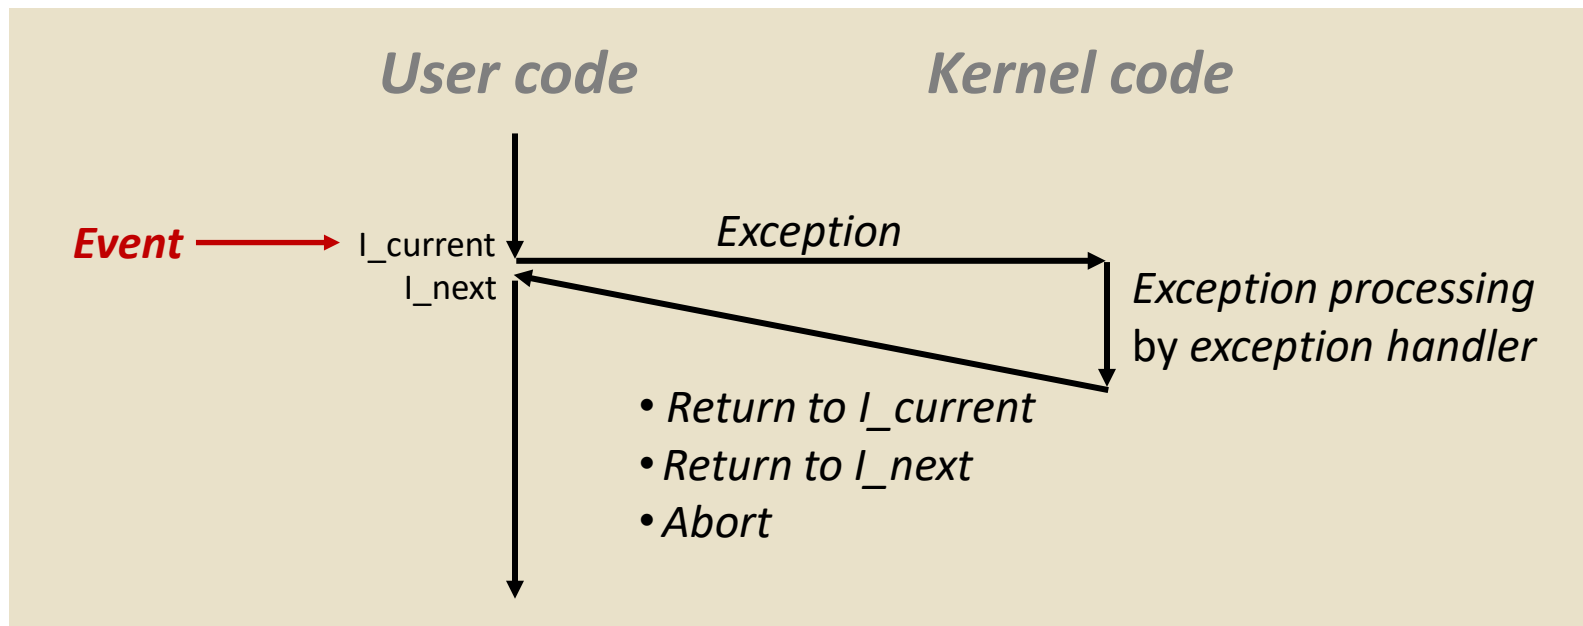 User code
Kernel code
Event
I_current
Exception
I_next
Exception processing
by exception handler
• Return to I_current
• Return to I_next
• Abort